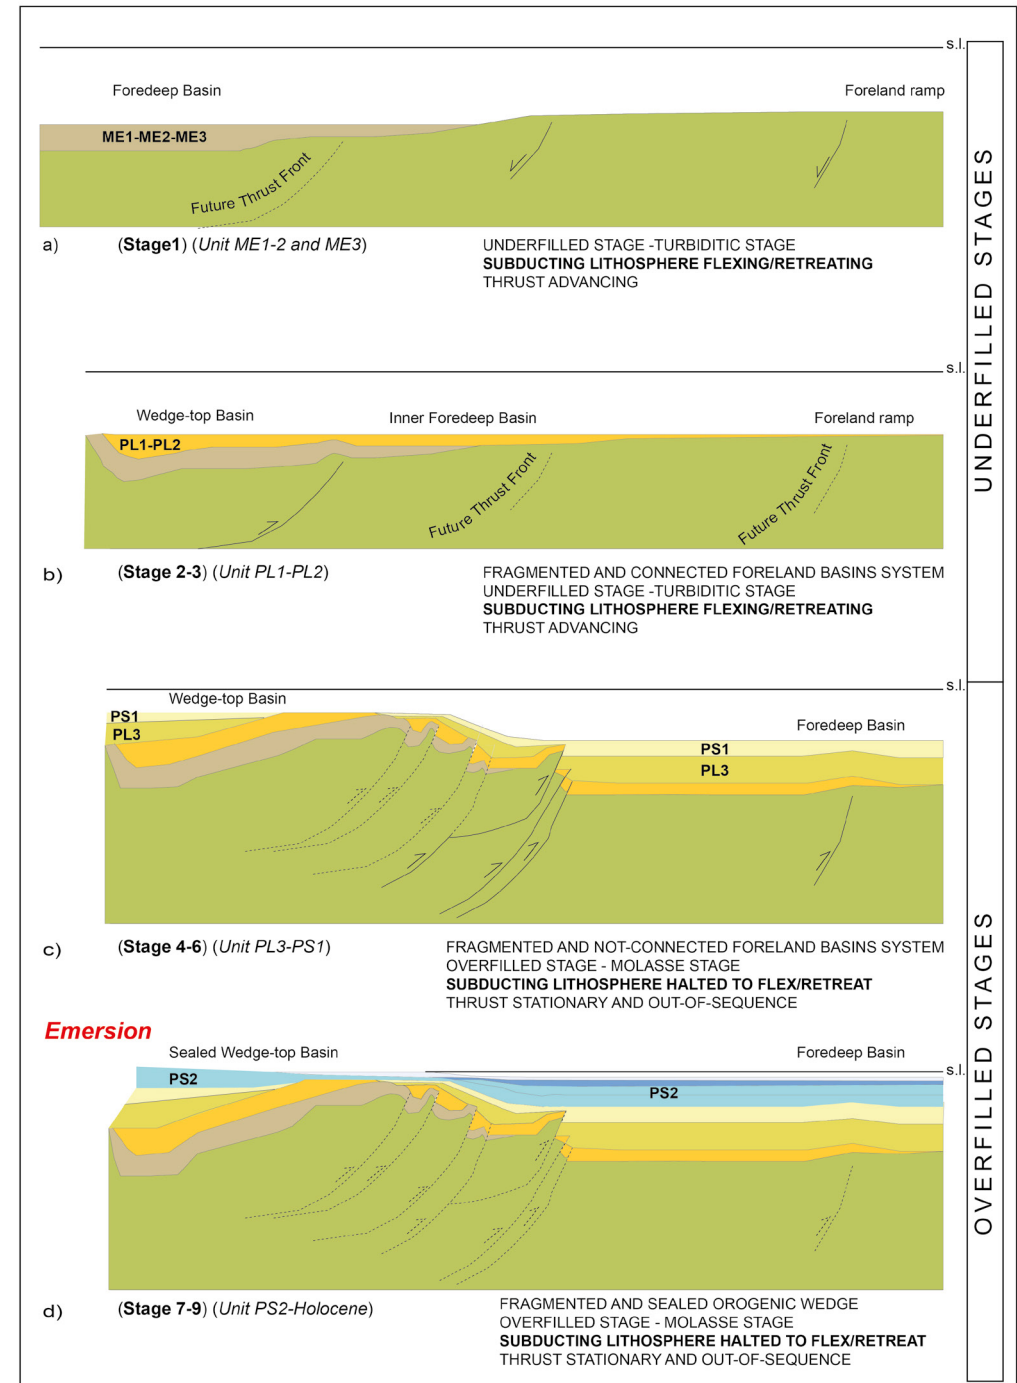 s.l.
Foredeep Basin
Foreland ramp
ME1-ME2-ME3
Future Thrust Front
a)
(Stage1) (Unit ME1-2 and ME3)
UNDERFILLED STAGE -TURBIDITIC STAGE
SUBDUCTING LITHOSPHERE FLEXING/RETREATING
THRUST ADVANCING
UNDERFILLED STAGES
s.l.
Wedge-top Basin
Inner Foredeep Basin
Foreland ramp
PL1-PL2
Future Thrust Front
Future Thrust Front
b)
(Stage 2-3) (Unit PL1-PL2)
FRAGMENTED AND CONNECTED FORELAND BASINS SYSTEM
UNDERFILLED STAGE -TURBIDITIC STAGE
SUBDUCTING LITHOSPHERE FLEXING/RETREATING
THRUST ADVANCING
s.l.
Wedge-top Basin
Foredeep Basin
PS1
PL3
PS1
PL3
c)
(Stage 4-6) (Unit PL3-PS1)
FRAGMENTED AND NOT-CONNECTED FORELAND BASINS SYSTEM
OVERFILLED STAGE - MOLASSE STAGE
SUBDUCTING LITHOSPHERE HALTED TO FLEX/RETREAT
THRUST STATIONARY AND OUT-OF-SEQUENCE
OVERFILLED STAGES
Emersion
Sealed Wedge-top Basin
Foredeep Basin
s.l.
PS2
PS2
d)
(Stage 7-9) (Unit PS2-Holocene)
FRAGMENTED AND SEALED OROGENIC WEDGE
OVERFILLED STAGE - MOLASSE STAGE
SUBDUCTING LITHOSPHERE HALTED TO FLEX/RETREAT
THRUST STATIONARY AND OUT-OF-SEQUENCE